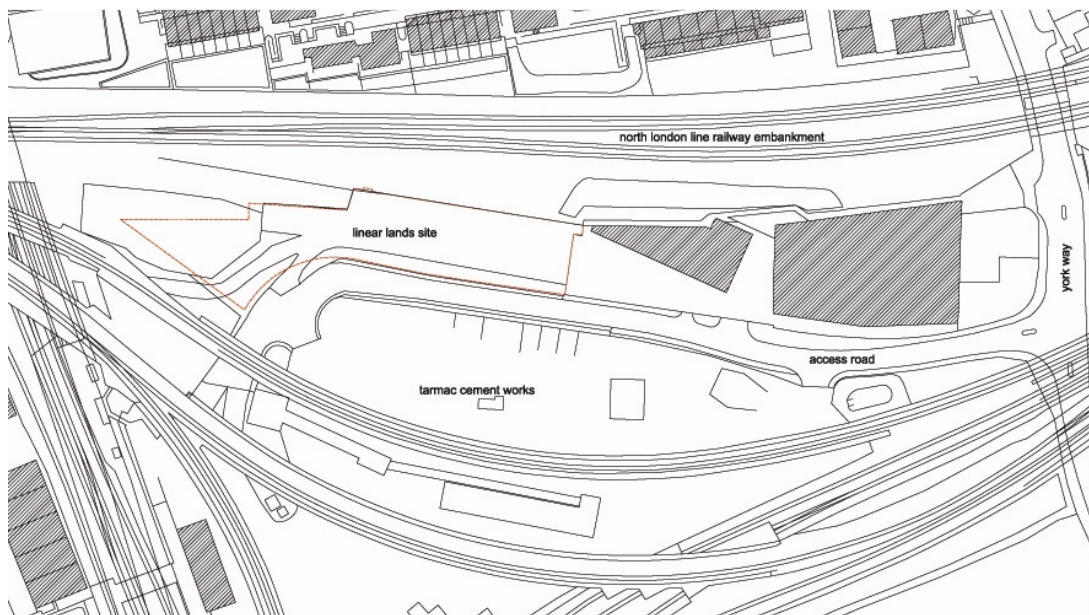 north london line railway embankment
linear lands site
york way
access road
tarmac cement works